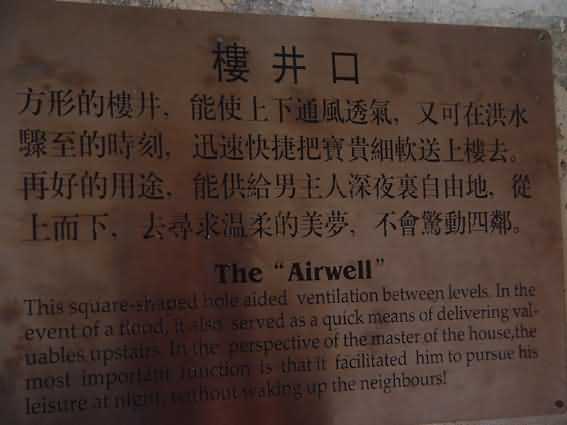 樓井口
方形的樓井，能使上下通風透氣，又可在洪水
驟至的時刻，迅速快捷把寶貴細軟送上樓去。
再好的用途，能供給男主人深夜裏自由地，從
上而下，去尋求温柔的美夢，不會驚動四鄰。
The “Airwell”
This square-shaped hole aided ventilation between levels. In the
event of a flood, it also served as a quick means of delivering val-
uables upstairs. In the perspective of the master of the house,the
most important function is that it facilitated him to pursue his
leisure at night, without waking up the neighbours!